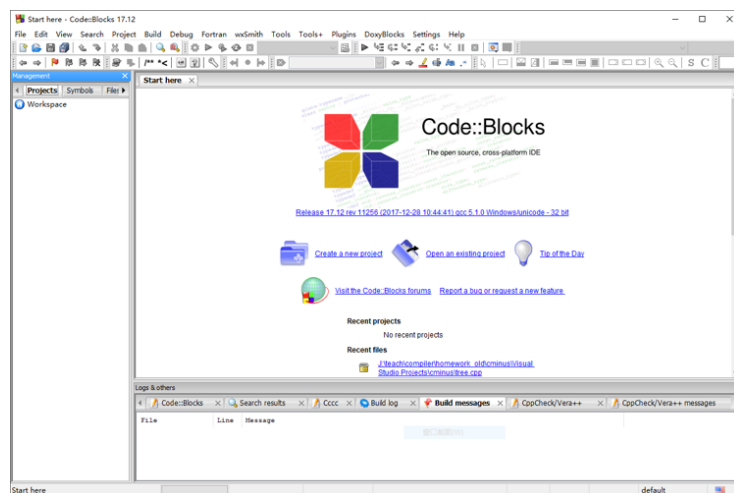 Start here - Code::Blocks 17.12
File Edit View Search Project Build Debug Fortran wxSmith Tools Tools+ Plugins DoxyBlocks Settings Help
Management
Projects Symbols Files
Workspace
Start here
Code::Blocks
The open source, cross-platform IDE
Release 17.12 rev 11256 (2017-12-28 10:44:41) gcc 5.1.0 Windows/unicode - 32 bit
Create a new project Open an existing project Tip of the Day
Visit the Code::Blocks forums Report a bug or request a new feature
Recent projects
No recent projects
Recent files
J:\teach\compiler\homework_old\cminus\Visual
Studio Projects\cminus\tree.cpp
Logs & others
Code::Blocks Search results Cccc Build log Build messages CppCheck/Vera++ CppCheck/Vera++ messages
File Line Message
Start here default